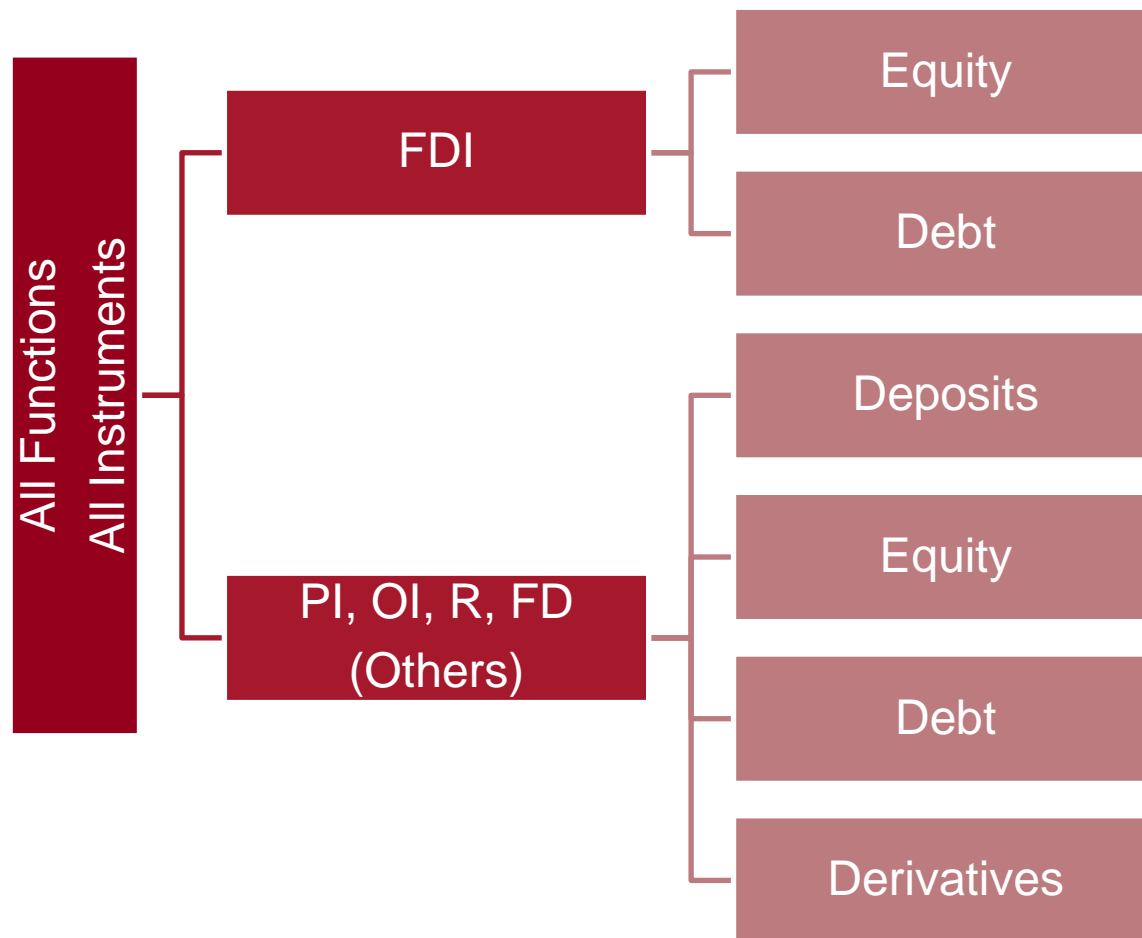 All Functions
All Instruments
FDI
Equity
Debt
PI, OI, R, FD
(Others)
Deposits
Equity
Debt
Derivatives